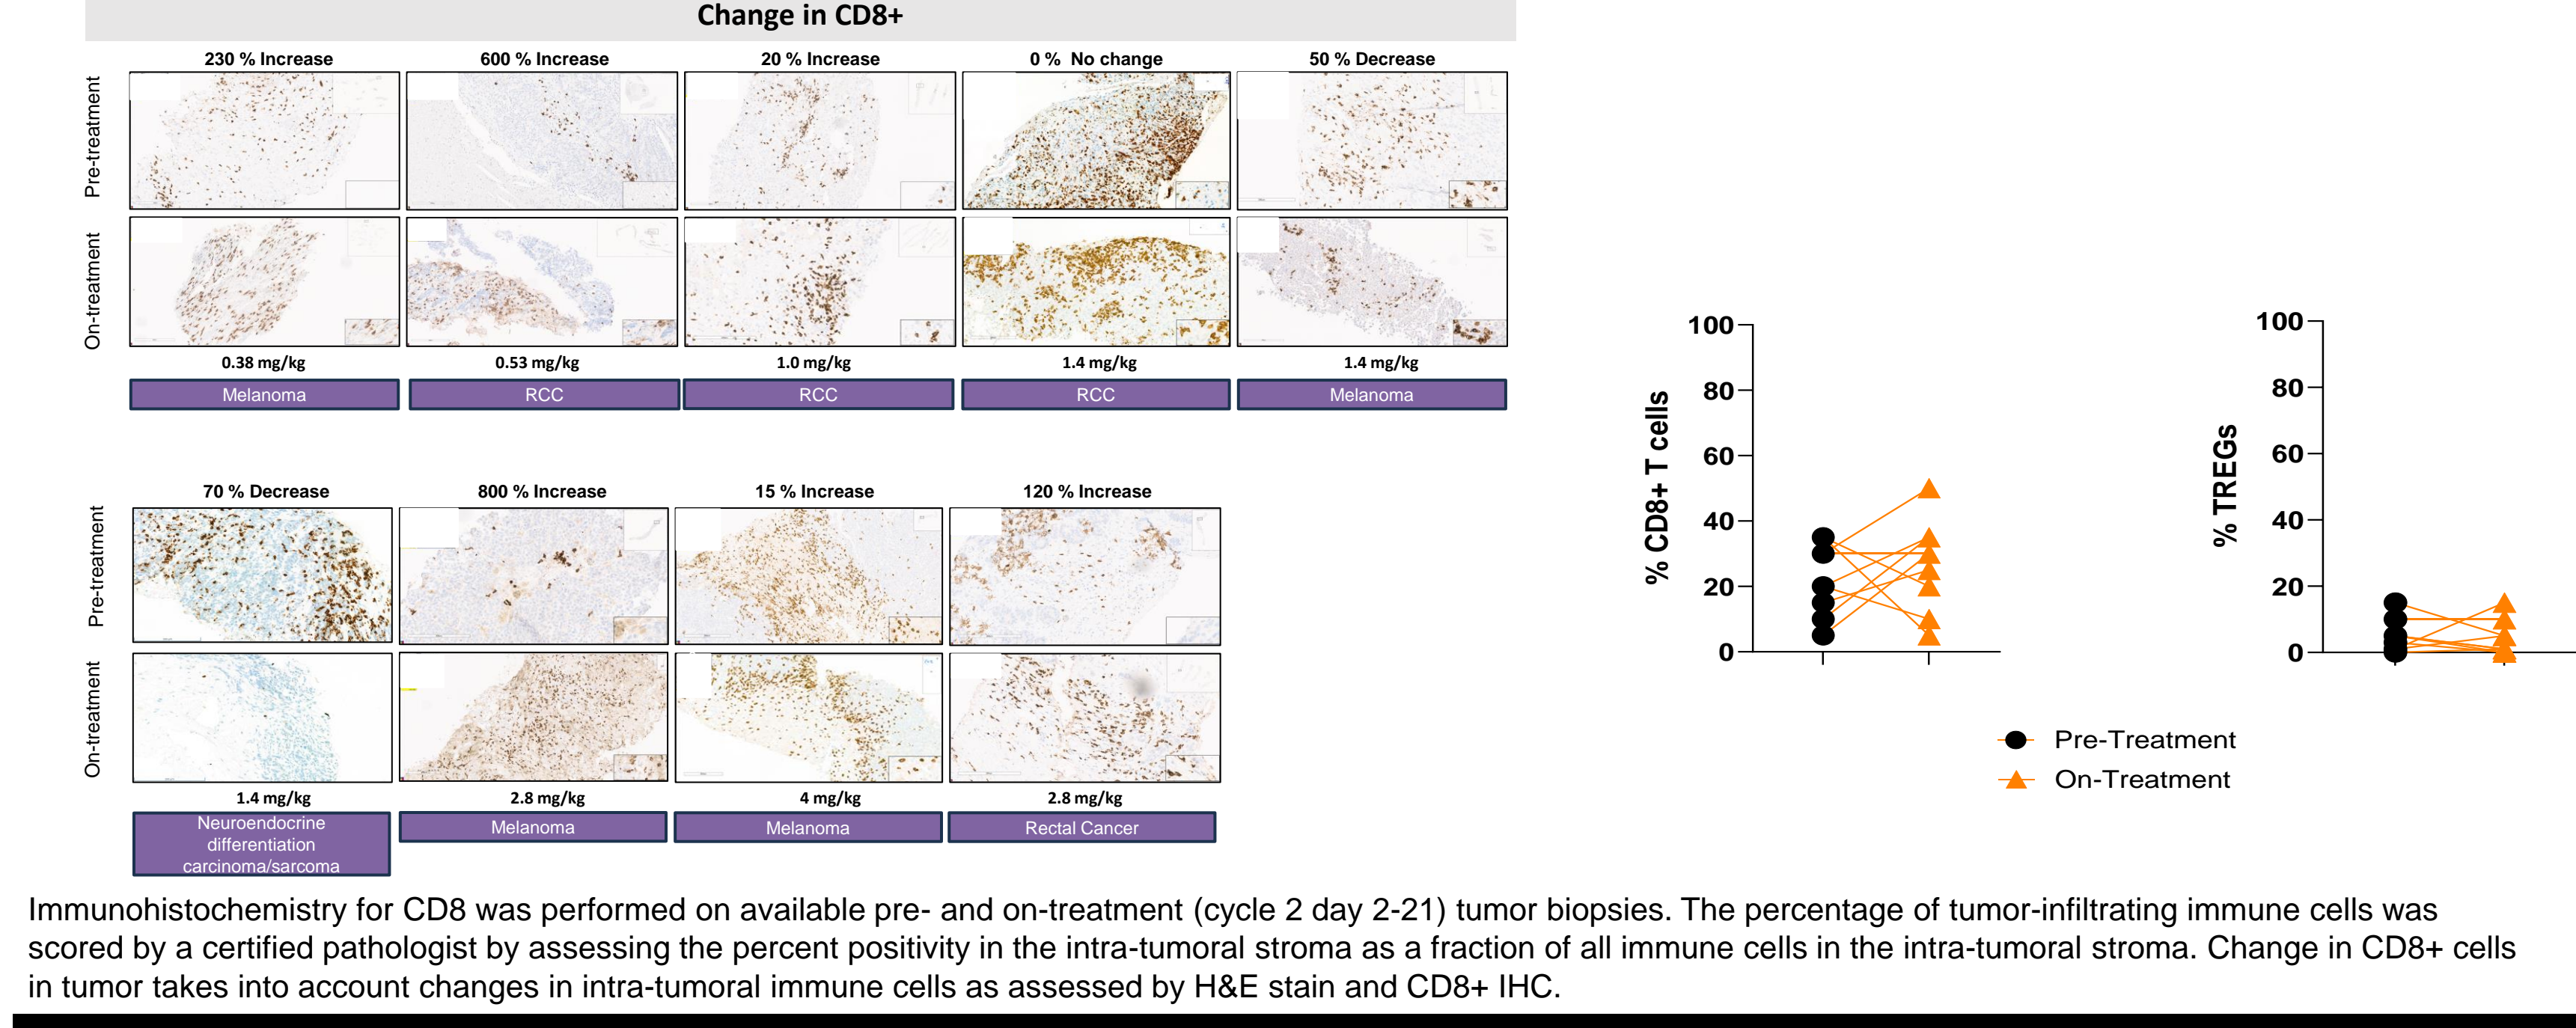 Change in CD8+
230 % Increase
600 % Increase
20 % Increase
0 % No change
50 % Decrease
Pre-treatment
On-treatment
0.38 mg/kg
0.53 mg/kg
1.0 mg/kg
1.4 mg/kg
1.4 mg/kg
Melanoma
RCC
RCC
RCC
Melanoma
70 % Decrease
800 % Increase
15 % Increase
120 % Increase
Pre-treatment
On-treatment
1.4 mg/kg
2.8 mg/kg
4 mg/kg
2.8 mg/kg
Neuroendocrine
differentiation
carcinoma/sarcoma
Melanoma
Melanoma
Rectal Cancer
% CD8+ T cells
100
80
60
40
20
0
% TREGs
100
80
60
40
20
0
Pre-Treatment
On-Treatment
Immunohistochemistry for CD8 was performed on available pre- and on-treatment (cycle 2 day 2-21) tumor biopsies. The percentage of tumor-infiltrating immune cells was
scored by a certified pathologist by assessing the percent positivity in the intra-tumoral stroma as a fraction of all immune cells in the intra-tumoral stroma. Change in CD8+ cells
in tumor takes into account changes in intra-tumoral immune cells as assessed by H&E stain and CD8+ IHC.